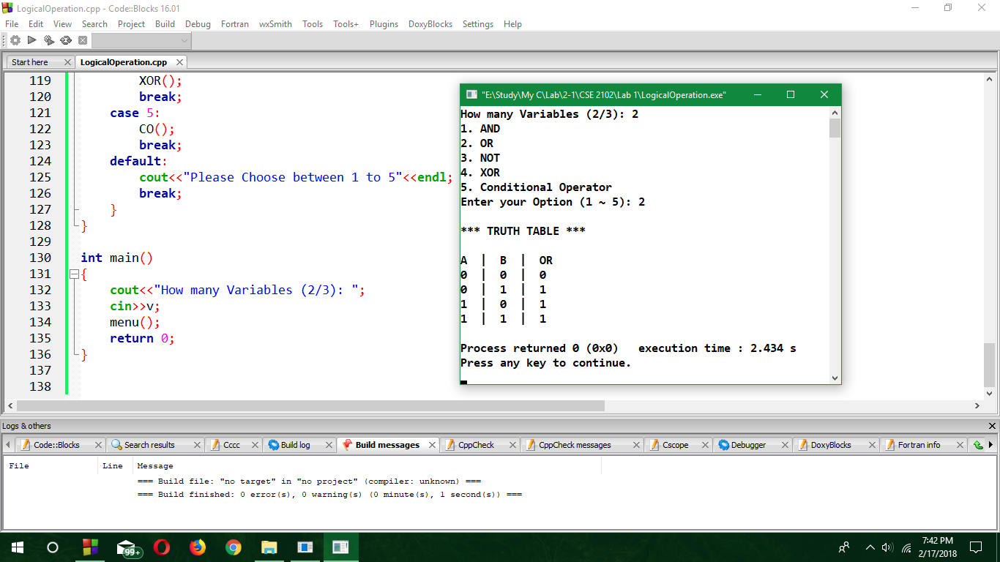 LogicalOperation.cpp - Code::Blocks 16.01
File Edit View Search Project Build Debug Fortran wxSmith Tools Tools+ Plugins DoxyBlocks Settings Help
Start here LogicalOperation.cpp
119 XOR();
120 break;
121 case 5:
122 CO();
123 break;
124 default:
125 cout<<"Please Choose between 1 to 5"<<endl;
126 break;
127 }
128 }
129
130 int main()
131 {
132 cout<<"How many Variables (2/3): ";
133 cin>>v;
134 menu();
135 return 0;
136 }
137
138
"E:\Study\My C\Lab\2-1\CSE 2102\Lab 1\LogicalOperation.exe"
How many Variables (2/3): 2
1. AND
2. OR
3. NOT
4. XOR
5. Conditional Operator
Enter your Option (1 ~ 5): 2
*** TRUTH TABLE ***
A | B | OR
0 | 0 | 0
0 | 1 | 1
1 | 0 | 1
1 | 1 | 1
Process returned 0 (0x0) execution time : 2.434 s
Press any key to continue.
Logs & others
Code::Blocks Search results Cccc Build log Build messages CppCheck CppCheck messages Cscope Debugger DoxyBlocks Fortran info
File Line Message
=== Build file: "no target" in "no project" (compiler: unknown) ===
=== Build finished: 0 error(s), 0 warning(s) (0 minute(s), 1 second(s)) ===
99+
7:42 PM
2/17/2018